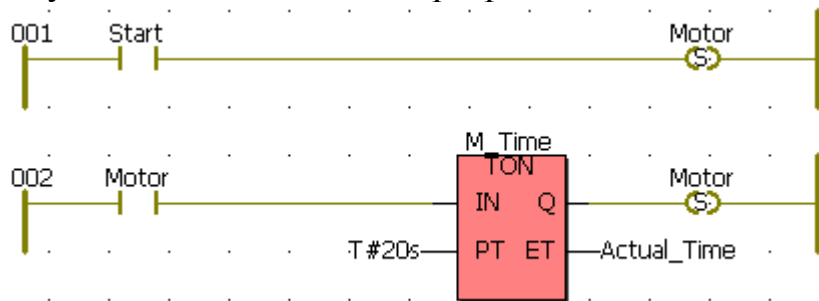 001 Start Motor
S
M_Time
TON
002 Motor Motor
IN Q S
T#20s PT ET Actual_Time